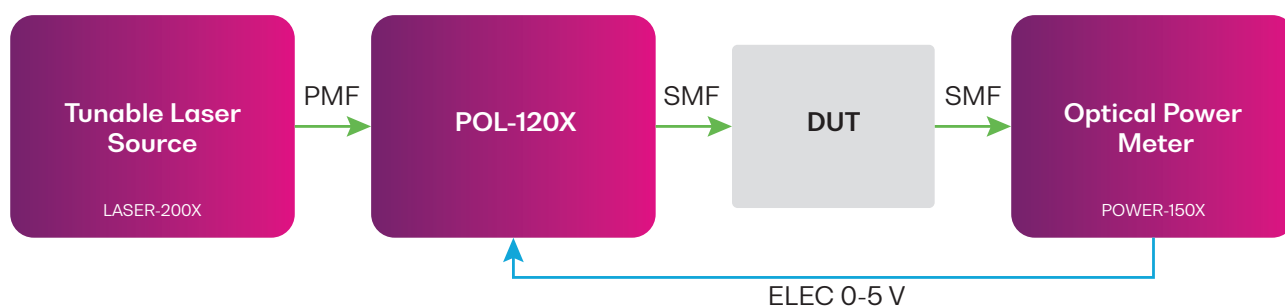 Tunable Laser
Source
LASER-200X
PMF
POL-120X
SMF
DUT
SMF
Optical Power
Meter
POWER-150X
ELEC 0-5 V